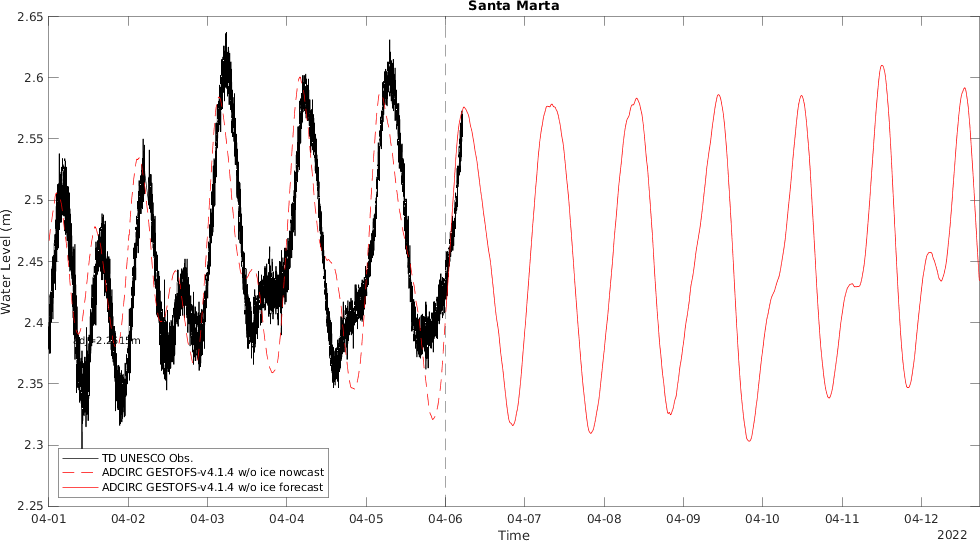 Santa Marta
2.65
2.6
2.55
2.5
2.45
2.4
2.35
2.3
2.25
Water Level (m)
TD UNESCO Obs.
ADCIRC GESTOFS-v4.1.4 w/o ice nowcast
ADCIRC GESTOFS-v4.1.4 w/o ice forecast
04-01 04-02 04-03 04-04 04-05 04-06 04-07 04-08 04-09 04-10 04-11 04-12
Time
2022